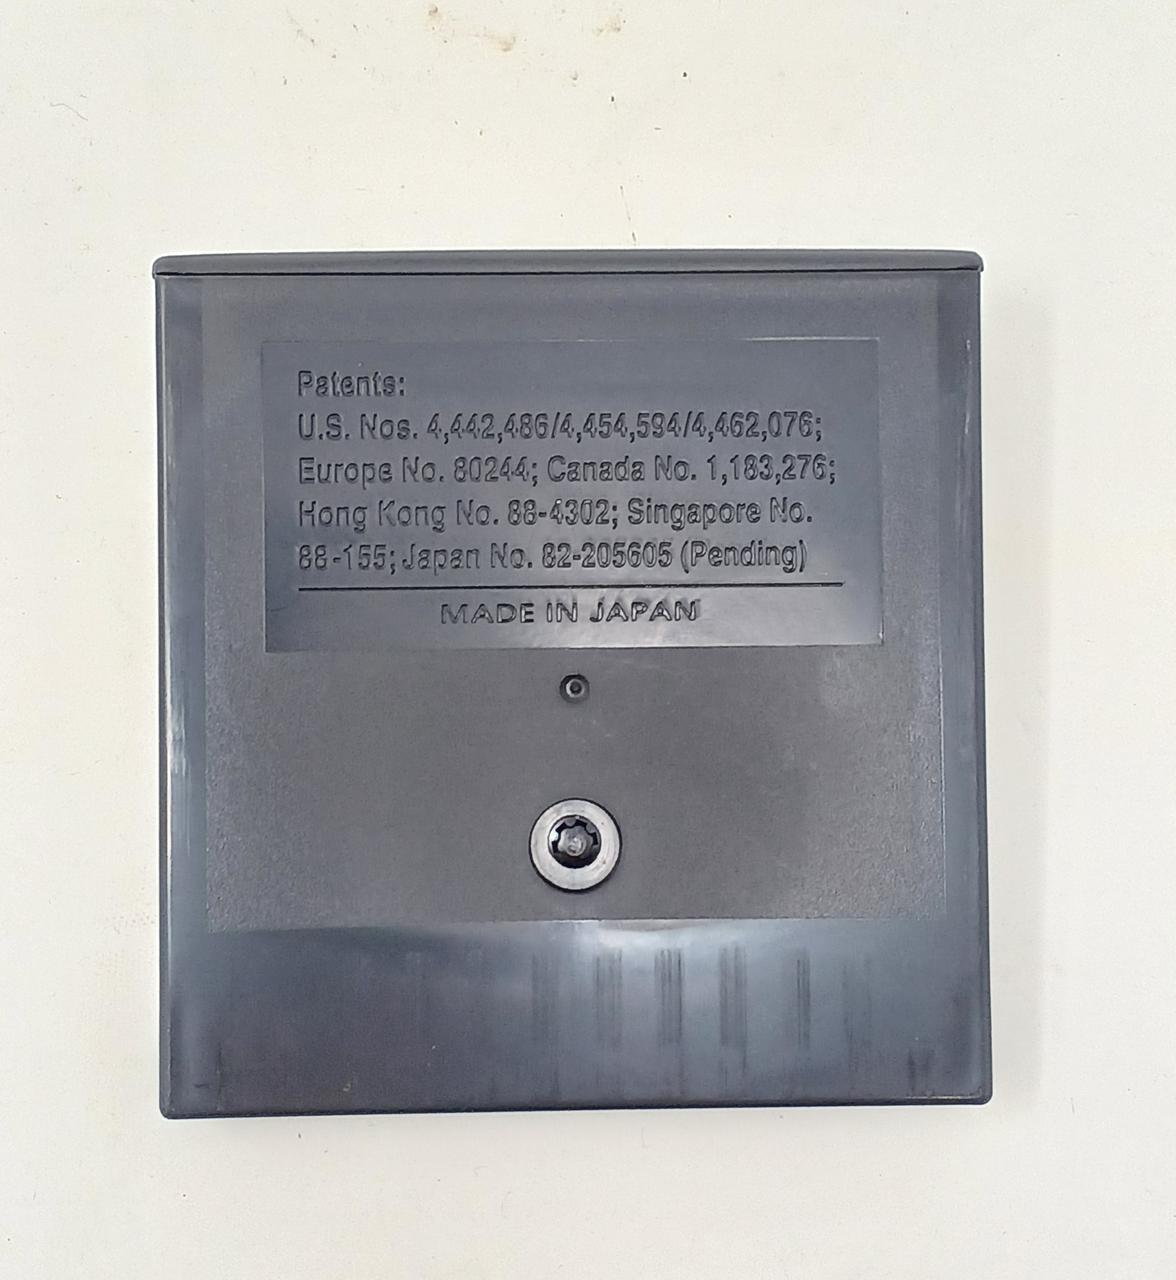 Patents:
U.S. Nos. 4,442,486/4,454,594/4,462,076;
Europe No. 80244; Canada No. 1,183,276;
Hong Kong No. 88-4302; Singapore No.
88-155; Japan No. 82-205605 (Pending)
MADE IN JAPAN